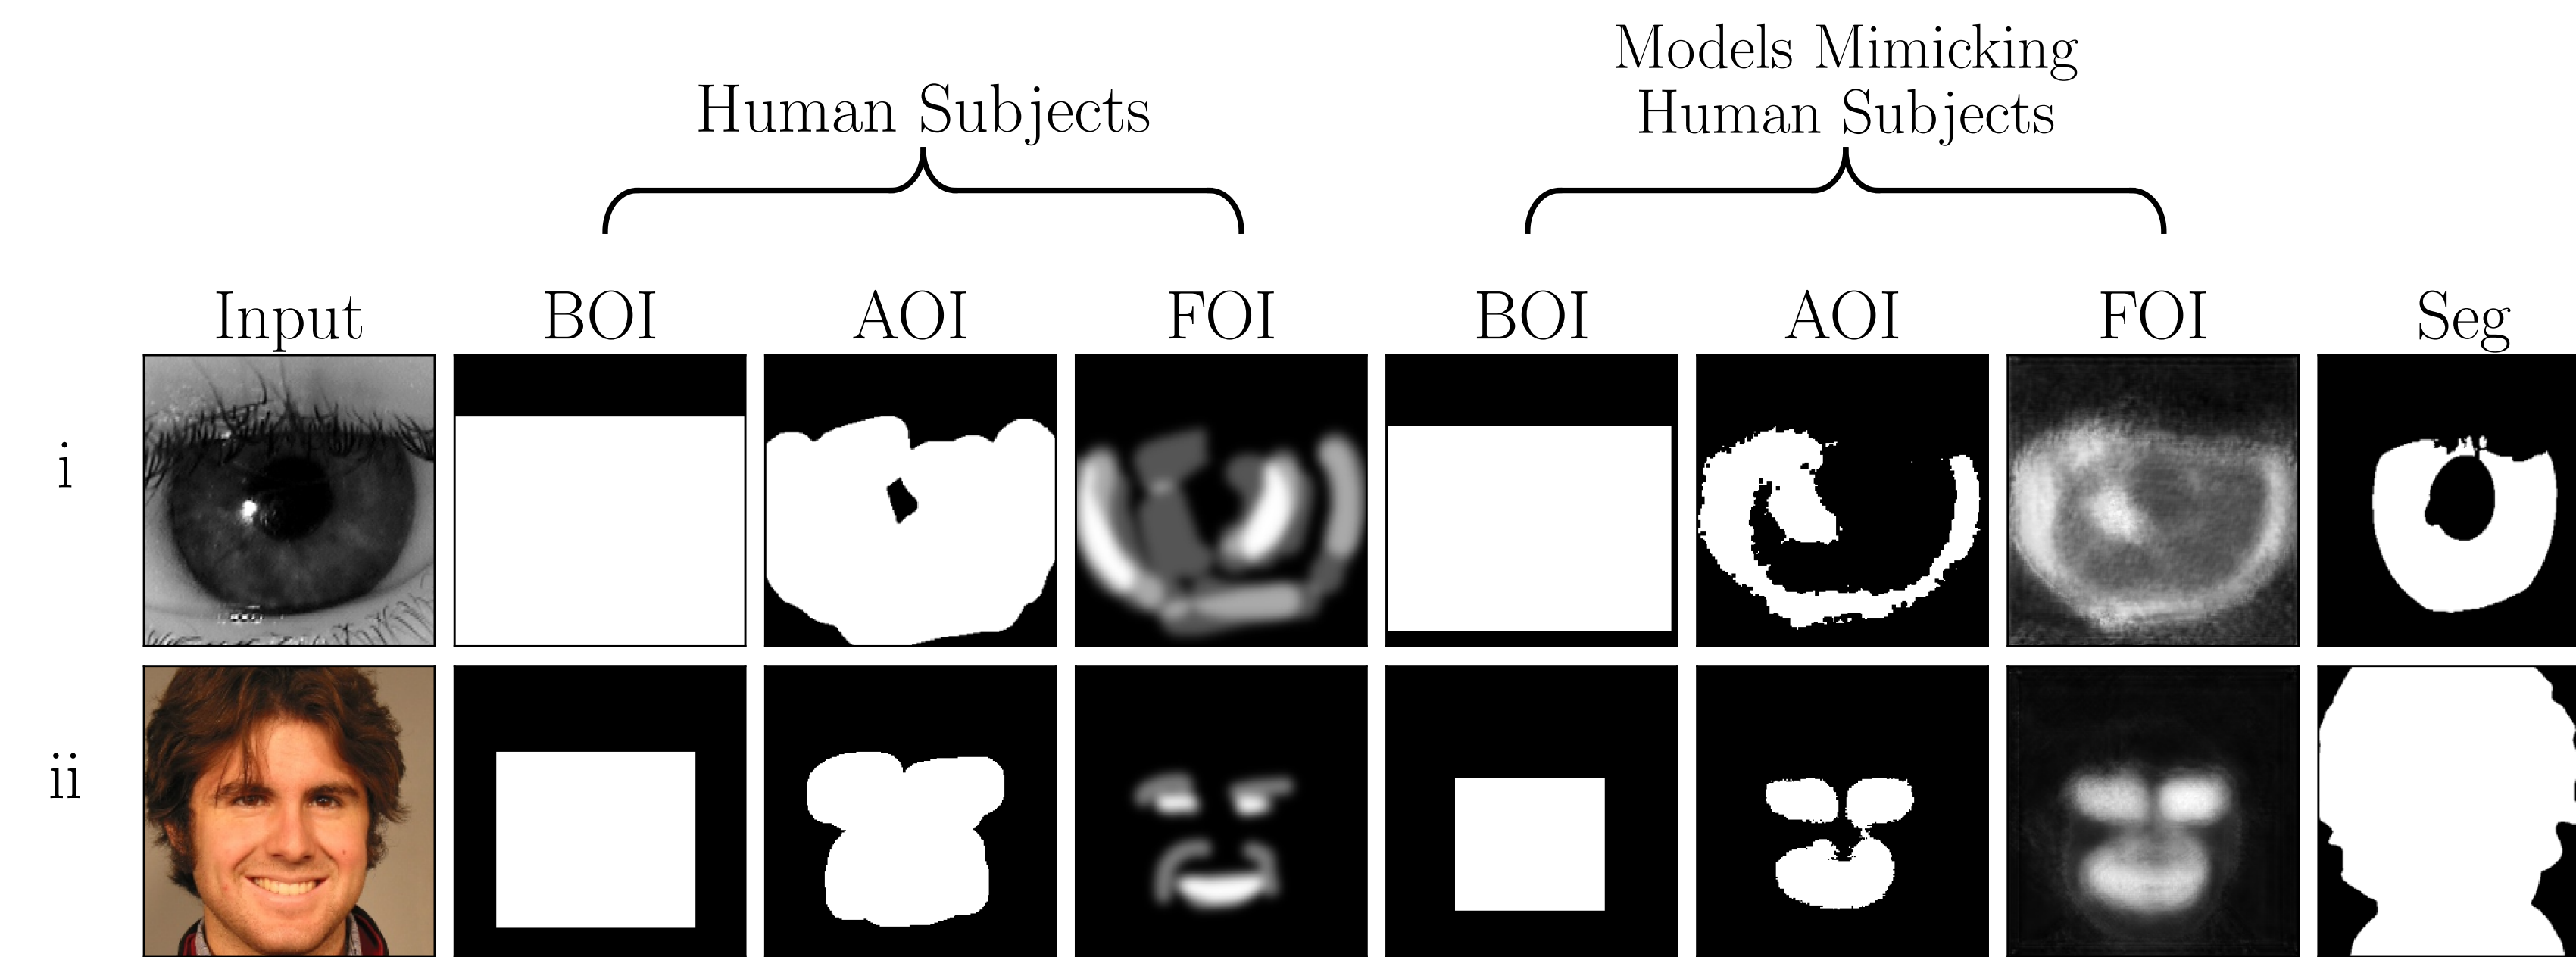 Models Mimicking
Human Subjects Human Subjects
Input BOI AOI FOI BOI AOI FOI Seg
i
ii